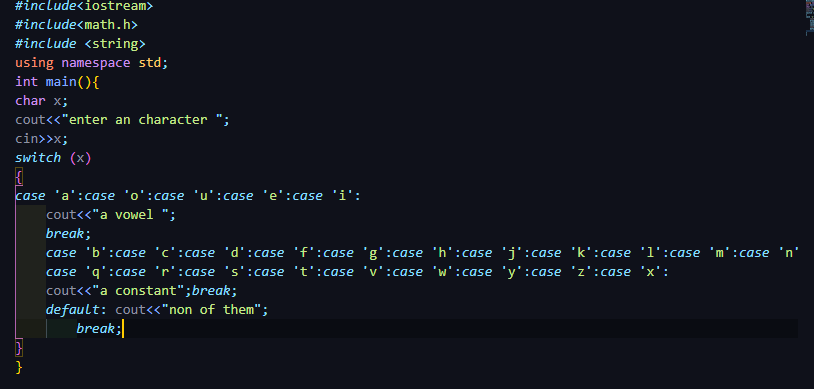 #include<iostream>
#include<math.h>
#include <string>
using namespace std;
int main(){
char x;
cout<<"enter an character ";
cin>>x;
switch (x)
{
case 'a':case 'o':case 'u':case 'e':case 'i':
cout<<"a vowel ";
break;
case 'b':case 'c':case 'd':case 'f':case 'g':case 'h':case 'j':case 'k':case 'l':case 'm':case 'n'
case 'q':case 'r':case 's':case 't':case 'v':case 'w':case 'y':case 'z':case 'x':
cout<<"a constant";break;
default: cout<<"non of them";
break;
}
}